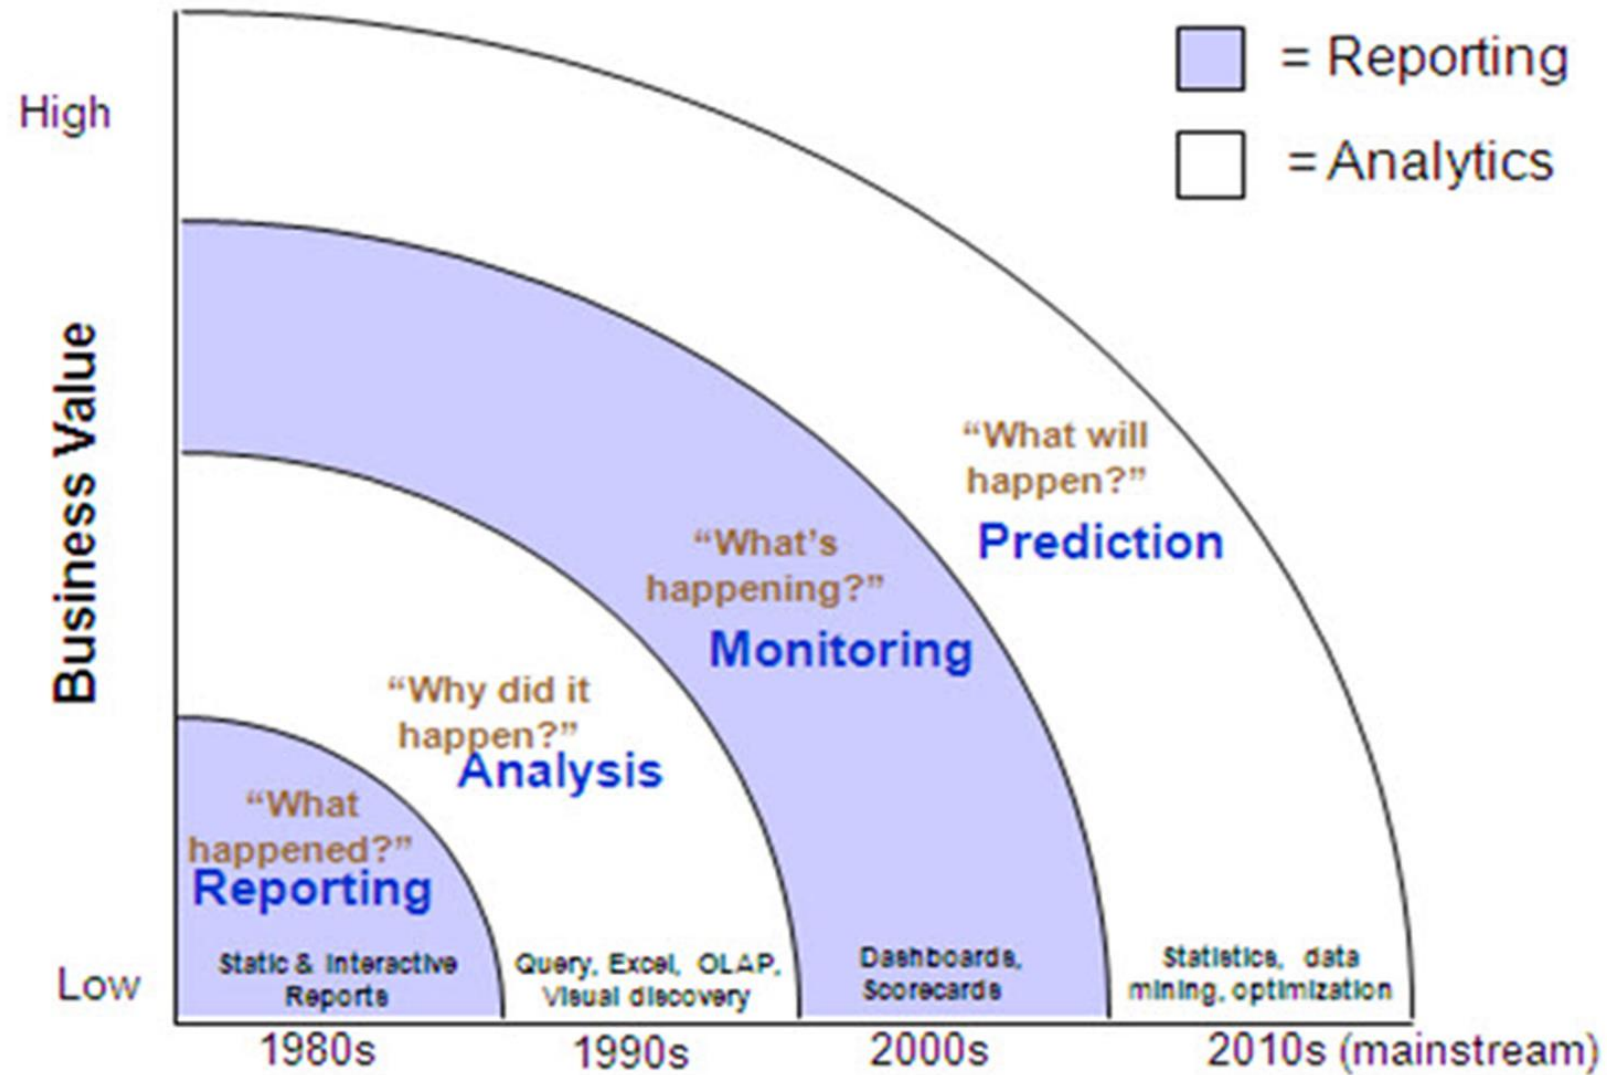 = Reporting
= Analytics
High
Business Value
Low
“What will
happen?”
Prediction
“What’s
happening?”
Monitoring
“Why did it
happen?”
Analysis
“What
happened?”
Reporting
Static & Interactive
Reports
Query, Excel, OLAP,
Visual discovery
Dashboards,
Scorecards
Statistics, data
mining, optimization
1980s
1990s
2000s
2010s (mainstream)